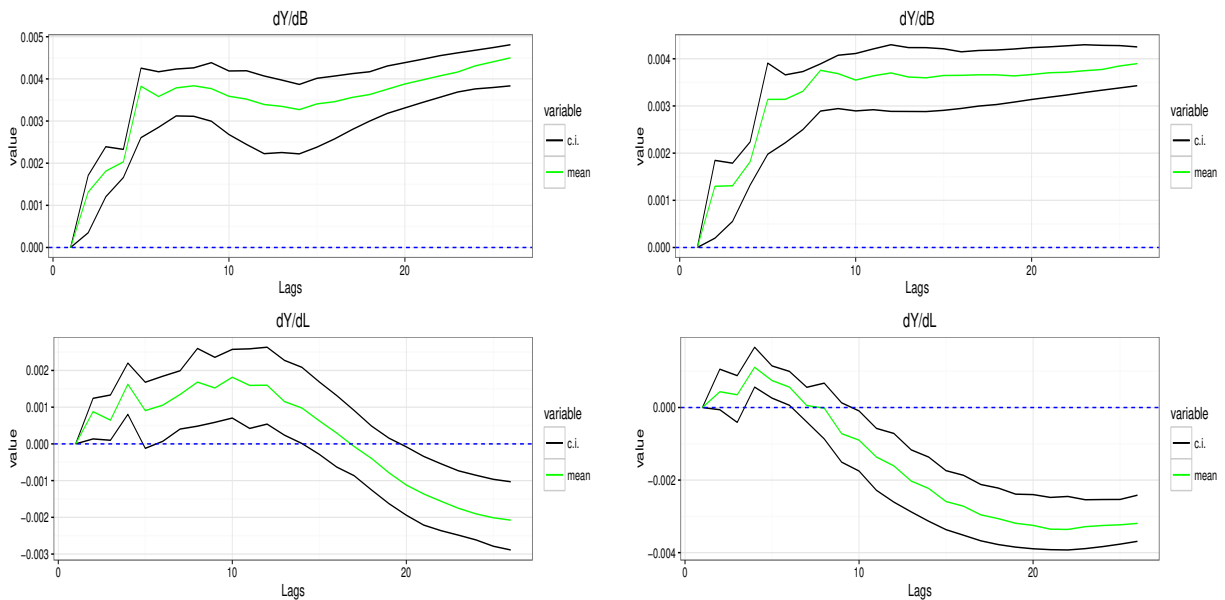 dY/dB
0.005
0.004
0.003
0.002
0.001
0.000
value
0
10
20
Lags
variable
c.i.
mean
dY/dB
0.004
0.003
0.002
0.001
0.000
value
0
10
20
Lags
variable
c.i.
mean
dY/dL
0.002
0.001
0.000
−0.001
−0.002
−0.003
value
0
10
20
Lags
variable
c.i.
mean
dY/dL
0.000
−0.002
−0.004
value
0
10
20
Lags
variable
c.i.
mean